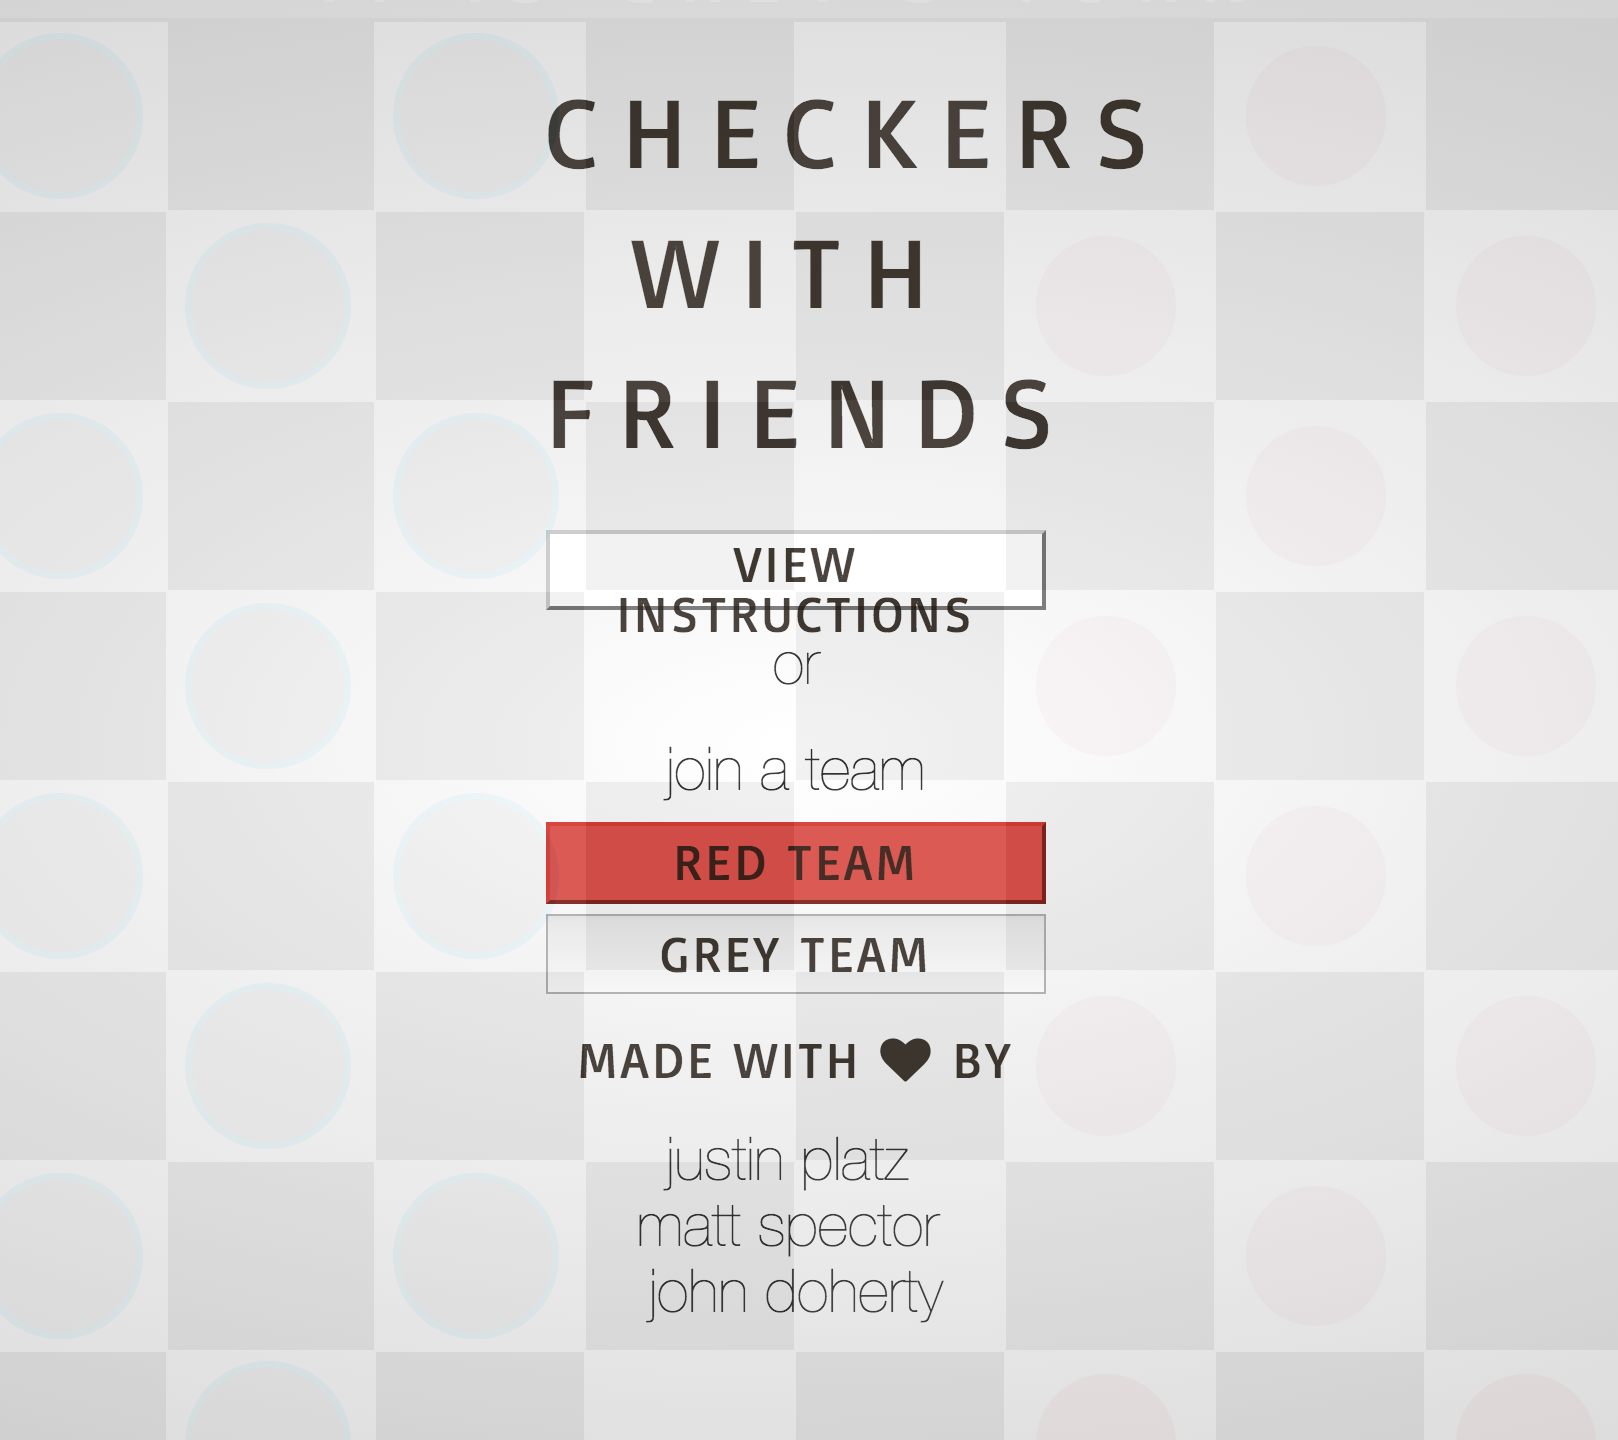 CHECKERS
WITH
FRIENDS
VIEW
INSTRUCTIONS
or
join a team
RED TEAM
GREY TEAM
MADE WITH ♥ BY
justin platz
matt spector
john doherty